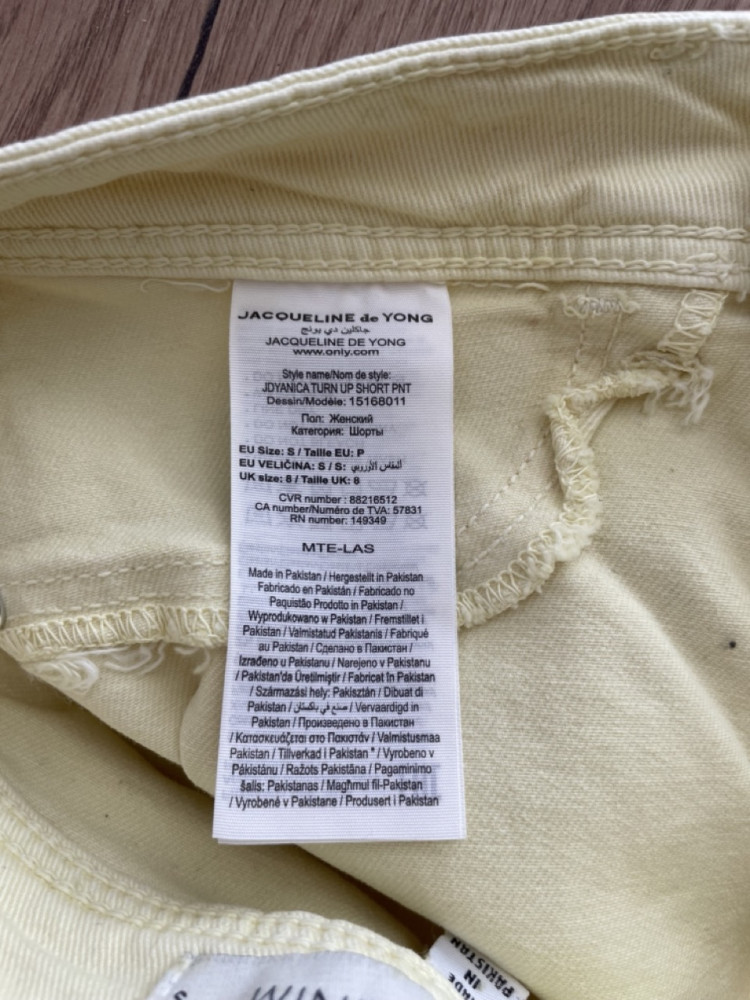 JACQUELINE de YONG
جاكلين دي يونج
JACQUELINE DE YONG
www.only.com
Style name/Nom de style:
JDYANICA TURN UP SHORT PNT
Dessin/Modèle: 15168011
Пол: Женский
Категория: Шорты
EU Size: S / Taille EU: P
EU VELIČINA: S / S: المقاس الأوروبي
UK size: 8 / Taille UK: 8
CVR number : 88216512
CA number/Numéro de TVA: 57831
RN number: 149349
MTE-LAS
Made in Pakistan / Hergestellt in Pakistan
Fabricado en Pakistán / Fabricado no
Paquistão Prodotto in Pakistan /
Wyprodukowano w Pakistan / Fremstillet i
Pakistan / Valmistatud Pakistanis / Fabriqué
au Pakistan / Сделано в Пакистан /
Izrađeno u Pakistanu / Narejeno v Pakistanu
/ Pakistan'da Üretilmiştir / Fabricat în Pakistan
/ Származási hely: Pakisztán / Dibuat di
Pakistan / صنع في باكستان / Vervaardigd in
Pakistan / Произведено в Пакистан
/ Κατασκευάζεται στο Πακιστάν / Valmistusmaa
Pakistan / Tillverkad i Pakistan * / Vyrobeno v
Pákistánu / Ražots Pakistāna / Pagaminimo
šalis: Pakistanas / Magħmul fil-Pakistan
/ Vyrobené v Pakistane / Produsert i Pakistan
MADE
IN
PAKISTAN